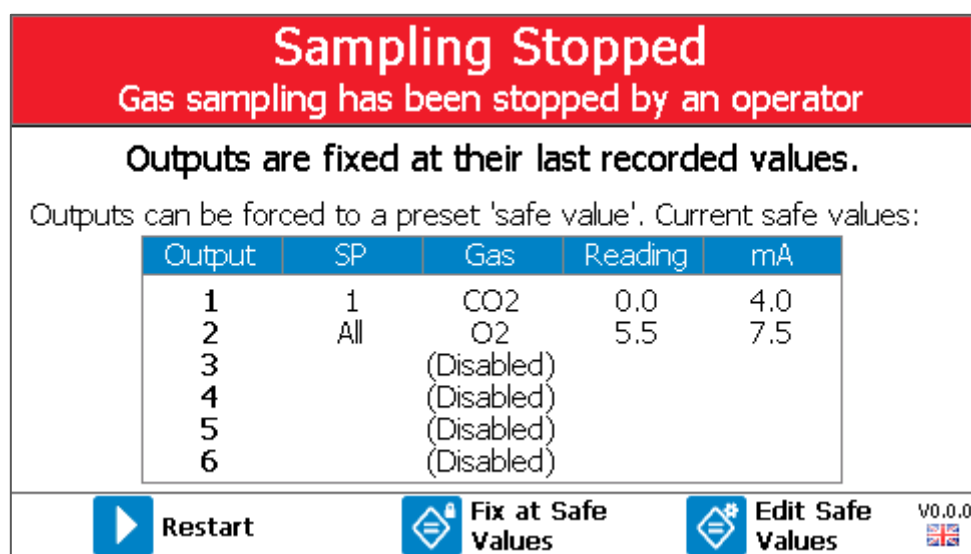 Sampling Stopped
Gas sampling has been stopped by an operator
Outputs are fixed at their last recorded values.
Outputs can be forced to a preset 'safe value'. Current safe values:
Output SP Gas Reading mA
1 1 CO2 0.0 4.0
2 All O2 5.5 7.5
3 (Disabled)
4 (Disabled)
5 (Disabled)
6 (Disabled)
Restart
Fix at Safe
Values
Edit Safe
Values
V0.0.0